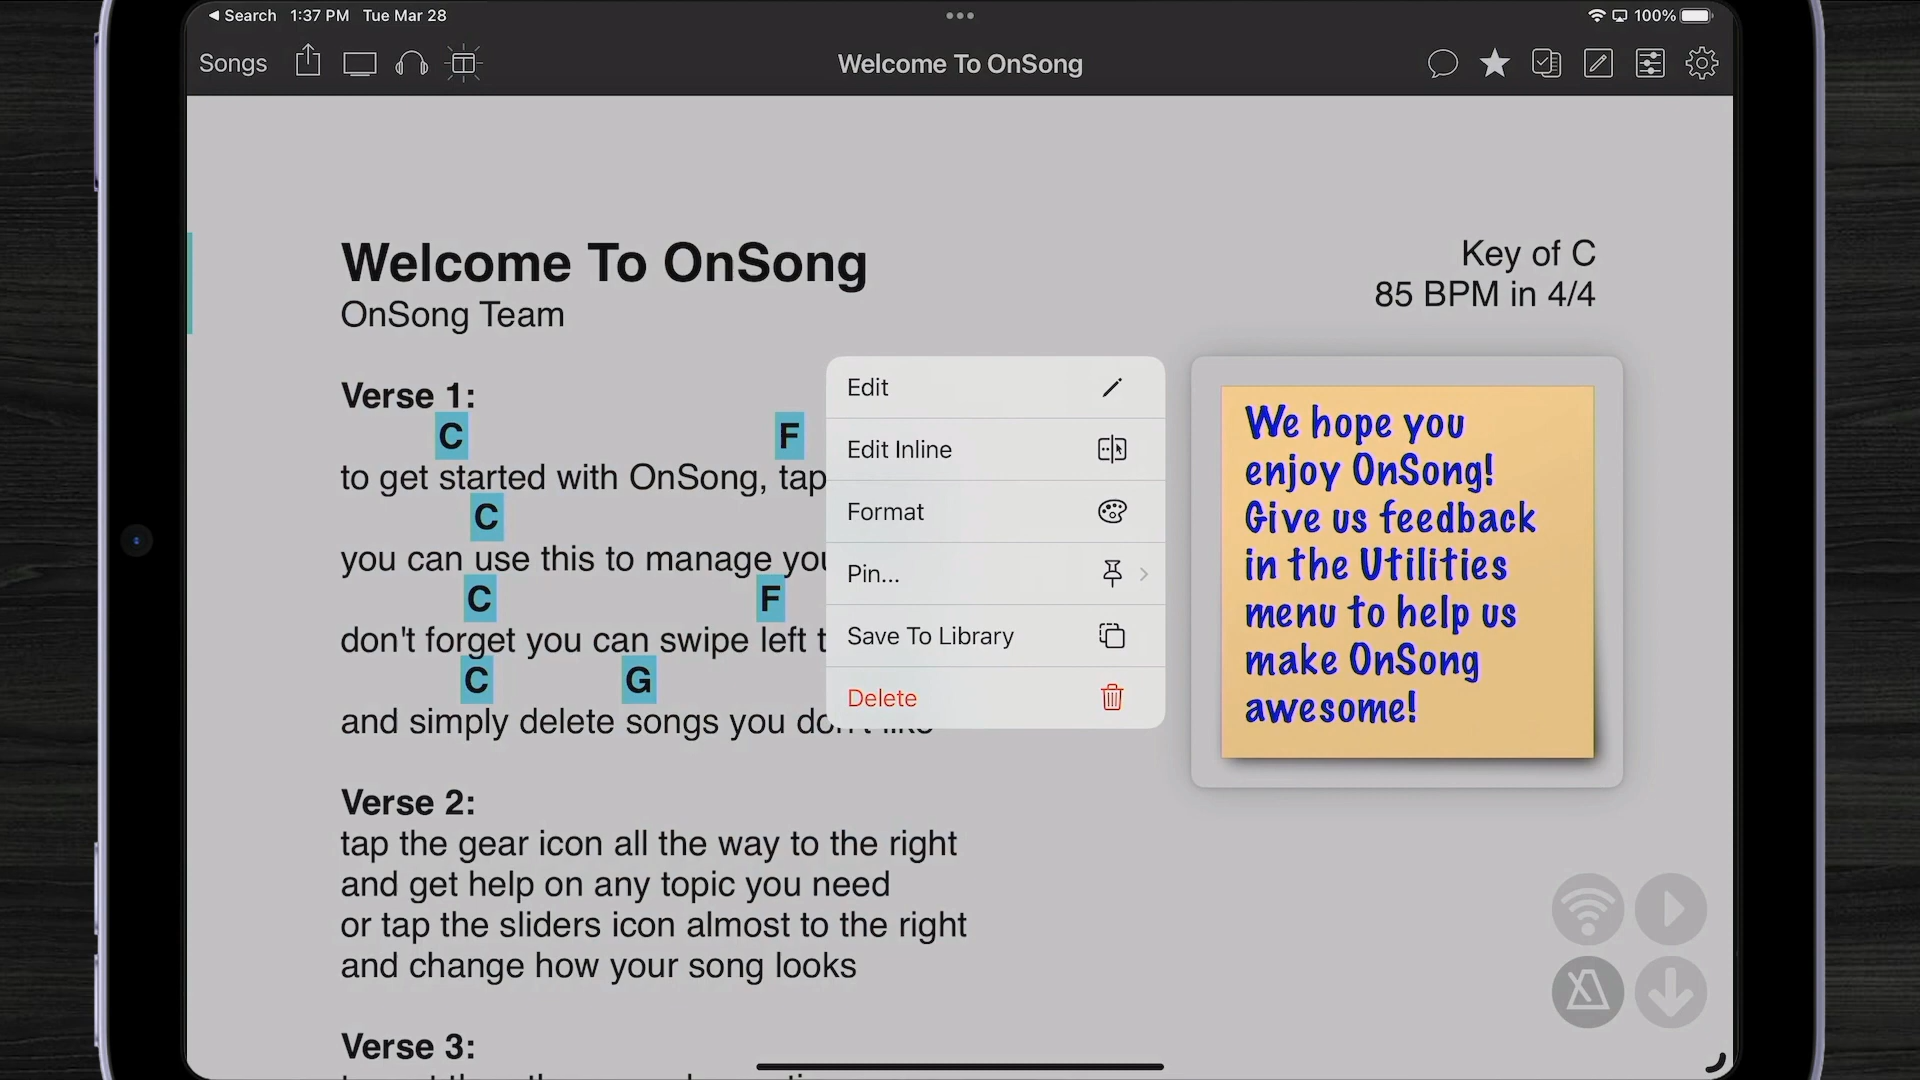 Search 1:37 PM Tue Mar 28
100%
Songs
Welcome To OnSong
Welcome To OnSong
OnSong Team
Key of C
85 BPM in 4/4
Verse 1:
C F
to get started with OnSong, tap
C
you can use this to manage you
C F
don't forget you can swipe left t
C G
and simply delete songs you don't like
Edit
Edit Inline
Format
Pin...
Save To Library
Delete
We hope you
enjoy OnSong!
Give us feedback
in the Utilities
menu to help us
make OnSong
awesome!
Verse 2:
tap the gear icon all the way to the right
and get help on any topic you need
or tap the sliders icon almost to the right
and change how your song looks
Verse 3: